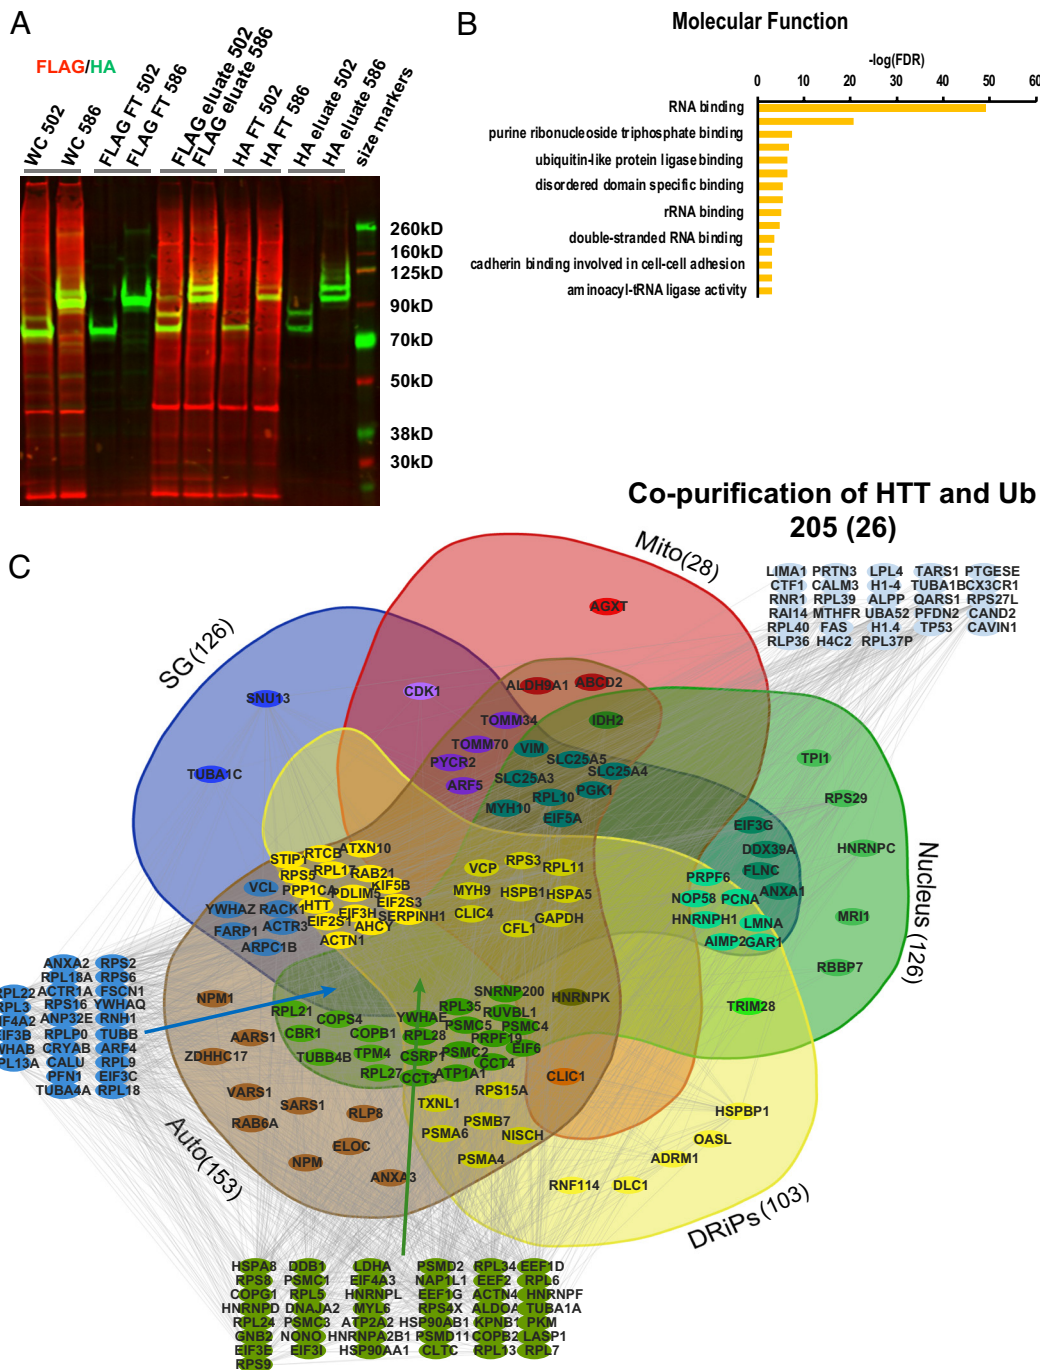 A
FLAG/HA
WC 502
WC 586
FLAG FT 502
FLAG FT 586
FLAG eluate 502
FLAG eluate 586
HA FT 502
HA FT 586
HA eluate 502
HA eluate 586
size markers
260kD
160kD
125kD
90kD
70kD
50kD
38kD
30kD
B
Molecular Function
-log(FDR)
0 10 20 30 40 50 60
RNA binding
purine ribonucleoside triphosphate binding
ubiquitin-like protein ligase binding
disordered domain specific binding
rRNA binding
double-stranded RNA binding
cadherin binding involved in cell-cell adhesion
aminoacyl-tRNA ligase activity
Co-purification of HTT and Ub
205 (26)
C
LIMA1 PRTN3 LPL4 TARS1 PTGESE
CTF1 CALM3 H1-4 TUBA1B CX3CR1
RNR1 RPL39 ALPP QARS1 RPS27L
RAI14 MTHFR UBA52 PFDN2 CAND2
RPL40 FAS H1.4 TP53 CAVIN1
RLP36 H4C2 RPL37P
Mito(28)
AGXT
SG(126)
SNU13
TUBA1C
CDK1
ALDH9A1
ABCD2
TOMM34
IDH2
TOMM70
VIM
PYCR2
SLC25A5
SLC25A4
SLC25A3
ARF5
PGK1
RPL10
MYH10
EIF5A
Nucleus (126)
TPI1
RPS29
HNRNPC
MRI1
RBBP7
EIF3G
DDX39A
FLNC
ANXA1
PRPF6
NOP58 PCNA
HNRNPH1 LMNA
AIMP2 GAR1
TRIM28
ATXN10
STIP1 RTCB
RPS5 RPL17 RAB21
PPP1CA PDLIM5 KIF5B
HTT EIF2S3
EIF2S1 EIF3H SERPINH1
AHCY
ACTN1
VCL
YWHAZ RACK1
FARP1 ACTR3
ARPC1B
VCP RPS3 RPL11
MYH9 HSPB1 HSPA5
CLIC4 GAPDH
CFL1
ANXA2 RPS2
RPL18A RPS6
RPL22 ACTR1A FSCN1
RPL3 RPS16 YWHAQ
EIF4A2 ANP32E RNH1
EIF3B RPLP0 TUBB
YWHAB CRYAB ARF4
RPL13A CALU RPL9
PFN1 EIF3C
TUBA4A RPL18
NPM1
AARS1
ZDHHC17
VARS1
SARS1
RAB6A
RLP8
ELOC
NPM
ANXA3
Auto(153)
RPL21
COPS4
CBR1
COPB1
TUBB4B TPM4
RPL27
SNRNP200
YWHAE RPL35 RUVBL1
PSMC5 PSMC4
RPL28 PRPF19
PSMC2 EIF6
CSRP1 CCT4
CCT3 ATP1A1
HNRNPK
CLIC1
RPS15A
TXNL1
PSMB7
PSMA6 NISCH
PSMA4
HSPBP1
OASL
ADRM1
RNF114 DLC1
DRiPs(103)
HSPA8 DDB1 LDHA PSMD2 RPL34 EEF1D
RPS8 PSMC1 EIF4A3 NAP1L1 EEF2 RPL6
COPG1 RPL5 HNRNPL EEF1G ACTN4 HNRNPF
HNRNPD DNAJA2 MYL6 RPS4X ALDOA TUBA1A
RPL24 PSMC3 ATP2A2 HSP90AB1 KPNB1 PKM
GNB2 NONO HNRNPA2B1 PSMD11 COPB2 LASP1
EIF3E EIF3I HSP90AA1 CLTC RPL13 RPL7
RPS9